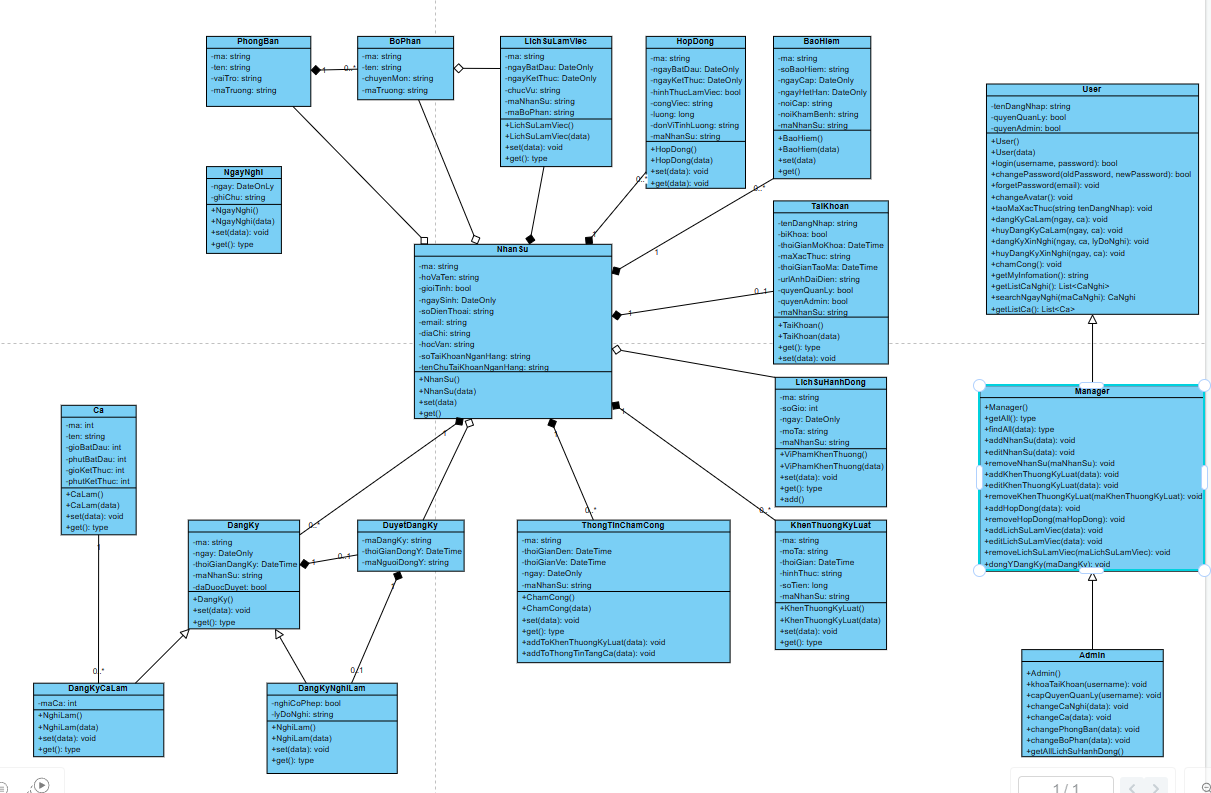 PhongBan
-ma: string
-ten: string
-vaiTro: string
-maTruong: string
1
0..*
BoPhan
-ma: string
-ten: string
-chuyenMon: string
-maTruong: string
LichSuLamViec
-ma: string
-ngayBatDau: DateOnly
-ngayKetThuc: DateOnly
-chucVu: string
-maNhanSu: string
-maBoPhan: string
+LichSuLamViec()
+LichSuLamViec(data)
+set(data): void
+get(): type
HopDong
-ma: string
-ngayBatDau: DateOnly
-ngayKetThuc: DateOnly
-hinhThucLamViec: bool
-congViec: string
-luong: long
-donViTinhLuong: string
-maNhanSu: string
+HopDong()
+HopDong(data)
+set(data): void
+get(data): void
0..*
1
BaoHiem
-ma: string
-soBaoHiem: string
-ngayCap: DateOnly
-ngayHetHan: DateOnly
-noiCap: string
-noiKhamBenh: string
-maNhanSu: string
+BaoHiem()
+BaoHiem(data)
+set(data)
+get()
0..*
1
User
-tenDangNhap: string
-quyenQuanLy: bool
-quyenAdmin: bool
+User()
+User(data)
+login(username, password): bool
+changePassword(oldPassword, newPassword): bool
+forgetPassword(email): void
+changeAvatar(): void
+taoMaXacThuc(string tenDangNhap): void
+dangKyCaLam(ngay, ca): void
+huyDangKyCaLam(ngay, ca): void
+dangKyXinNghi(ngay, ca, lyDoNghi): void
+huyDangKyXinNghi(ngay, ca): void
+chamCong(): void
+getMyInfomation(): string
+getListCaNghi(): List<CaNghi>
+searchNgayNghi(maCaNghi): CaNghi
+getListCa(): List<Ca>
NgayNghi
-ngay: DateOnLy
-ghiChu: string
+NgayNghi()
+NgayNghi(data)
+set(data): void
+get(): type
TaiKhoan
-tenDangNhap: string
-biKhoa: bool
-thoiGianMoKhoa: DateTime
-maXacThuc: string
-thoiGianTaoMa: DateTime
-urlAnhDaiDien: string
-quyenQuanLy: bool
-quyenAdmin: bool
-maNhanSu: string
+TaiKhoan()
+TaiKhoan(data)
+get(): type
+set(data): void
0..1
1
NhanSu
-ma: string
-hoVaTen: string
-gioiTinh: bool
-ngaySinh: DateOnly
-soDienThoai: string
-email: string
-diaChi: string
-hocVan: string
-soTaiKhoanNganHang: string
-tenChuTaiKhoanNganHang: string
+NhanSu()
+NhanSu(data)
+set(data)
+get()
LichSuHanhDong
-ma: string
-soGio: int
-ngay: DateOnly
-moTa: string
-maNhanSu: string
+ViPhamKhenThuong()
+ViPhamKhenThuong(data)
+set(data): void
+get(): type
+add()
Manager
+Manager()
+getAll(): type
+findAll(data): type
+addNhanSu(data): void
+editNhanSu(data): void
+removeNhanSu(maNhanSu): void
+addKhenThuongKyLuat(data): void
+editKhenThuongKyLuat(data): void
+removeKhenThuongKyLuat(maKhenThuongKyLuat): void
+addHopDong(data): void
+removeHopDong(maHopDong): void
+addLichSuLamViec(data): void
+editLichSuLamViec(data): void
+removeLichSuLamViec(maLichSuLamViec): void
+dongYDangKy(maDangKy): void
Ca
-ma: int
-ten: string
-gioBatDau: int
-phutBatDau: int
-gioKetThuc: int
-phutKetThuc: int
+CaLam()
+CaLam(data)
+set(data): void
+get(): type
1
1
1
1
0..*
DangKy
-ma: string
-ngay: DateOnly
-thoiGianDangKy: DateTime
-maNhanSu: string
-daDuocDuyet: bool
+DangKy()
+set(data): void
+get(): type
1
0..1
DuyetDangKy
-maDangKy: string
-thoiGianDongY: DateTime
-maNguoiDongY: string
1
0..*
ThongTinChamCong
-ma: string
-thoiGianDen: DateTime
-thoiGianVe: DateTime
-ngay: DateOnly
-maNhanSu: string
+ChamCong()
+ChamCong(data)
+set(data): void
+get(): type
+addToKhenThuongKyLuat(data): void
+addToThongTinTangCa(data): void
0..*
KhenThuongKyLuat
-ma: string
-moTa: string
-thoiGian: DateTime
-hinhThuc: string
-soTien: long
-maNhanSu: string
+KhenThuongKyLuat()
+KhenThuongKyLuat(data)
+set(data): void
+get(): type
Admin
+Admin()
+khoaTaiKhoan(username): void
+capQuyenQuanLy(username): void
+changeCaNghi(data): void
+changeCa(data): void
+changePhongBan(data): void
+changeBoPhan(data): void
+getAllLichSuHanhDong()
0..*
DangKyCaLam
-maCa: int
+NghiLam()
+NghiLam(data)
+set(data): void
+get(): type
0..1
DangKyNghiLam
-nghiCoPhep: bool
-lyDoNghi: string
+NghiLam()
+NghiLam(data)
+set(data): void
+get(): type
1 / 1